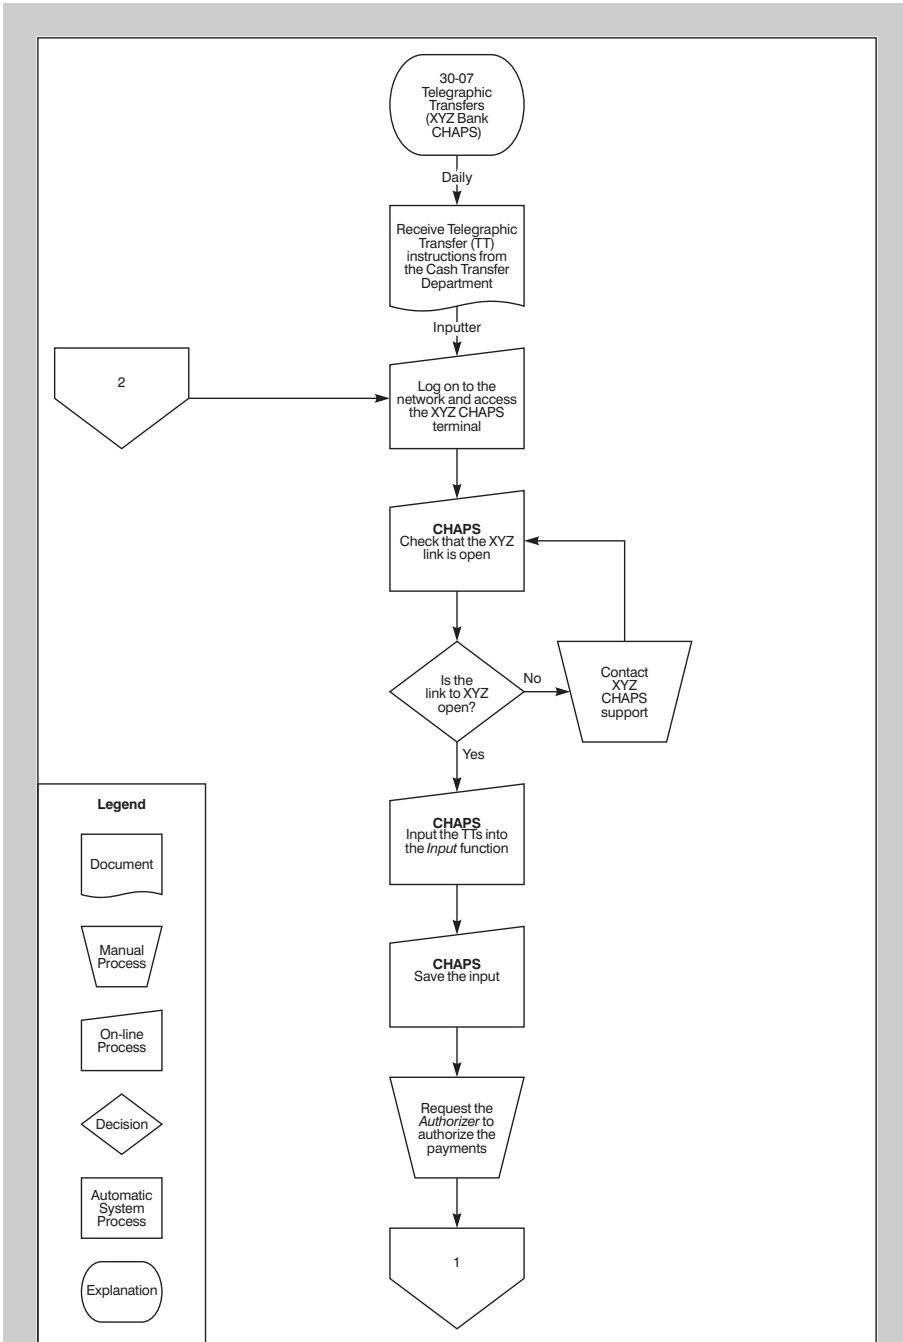 30-07
Telegraphic
Transfers
(XYZ Bank
CHAPS)
Daily
Receive Telegraphic
Transfer (TT)
instructions from
the Cash Transfer
Department
Inputter
2
Log on to the
network and access
the XYZ CHAPS
terminal
CHAPS
Check that the XYZ
link is open
Is the
link to XYZ
open?
No
Contact
XYZ
CHAPS
support
Yes
CHAPS
Input the TTs into
the Input function
CHAPS
Save the input
Request the
Authorizer to
authorize the
payments
1
Legend
Document
Manual
Process
On-line
Process
Decision
Automatic
System
Process
Explanation